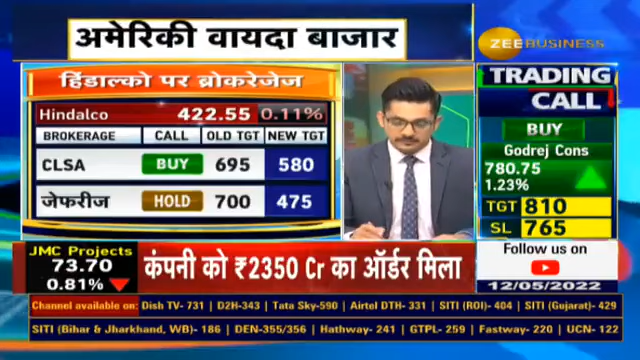 अमेरिकी वायदा बाजार
ZEE BUSINESS
हिंडाल्को पर ब्रोकरेजेज
Hindalco 422.55 0.11%
BROKERAGE CALL OLD TGT NEW TGT
CLSA BUY 695 580
जेफरीज HOLD 700 475
TRADING CALL
BUY
Godrej Cons
780.75
1.23%
TGT 810
SL 765
JMC Projects
73.70
0.81%
कंपनी को ₹2350 Cr का ऑर्डर मिला
Follow us on
12/05/2022
Channel available on: Dish TV- 731 | D2H-343 | Tata Sky-590 | Airtel DTH- 331 | SITI (ROI)- 404 | SITI (Gujarat)- 429
SITI (Bihar & Jharkhand, WB)- 186 | DEN-355/356 | Hathway- 241 | GTPL- 259 | Fastway- 220 | UCN- 122